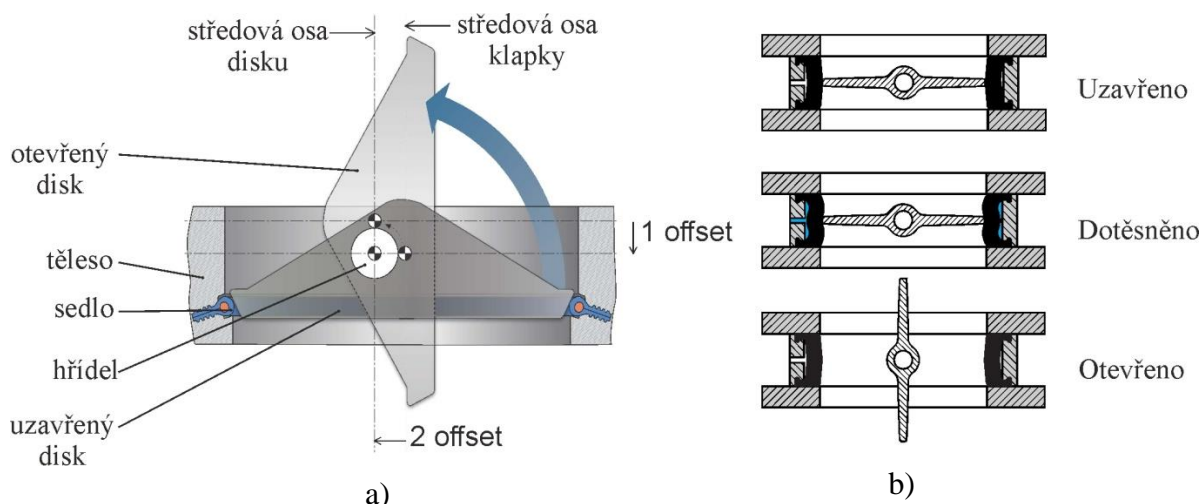 středová osa
disku
středová osa
klapky
otevřený
disk
1 offset
těleso
sedlo
hřídel
uzavřený
disk
2 offset
a)
Uzavřeno
Dotěsněno
Otevřeno
b)